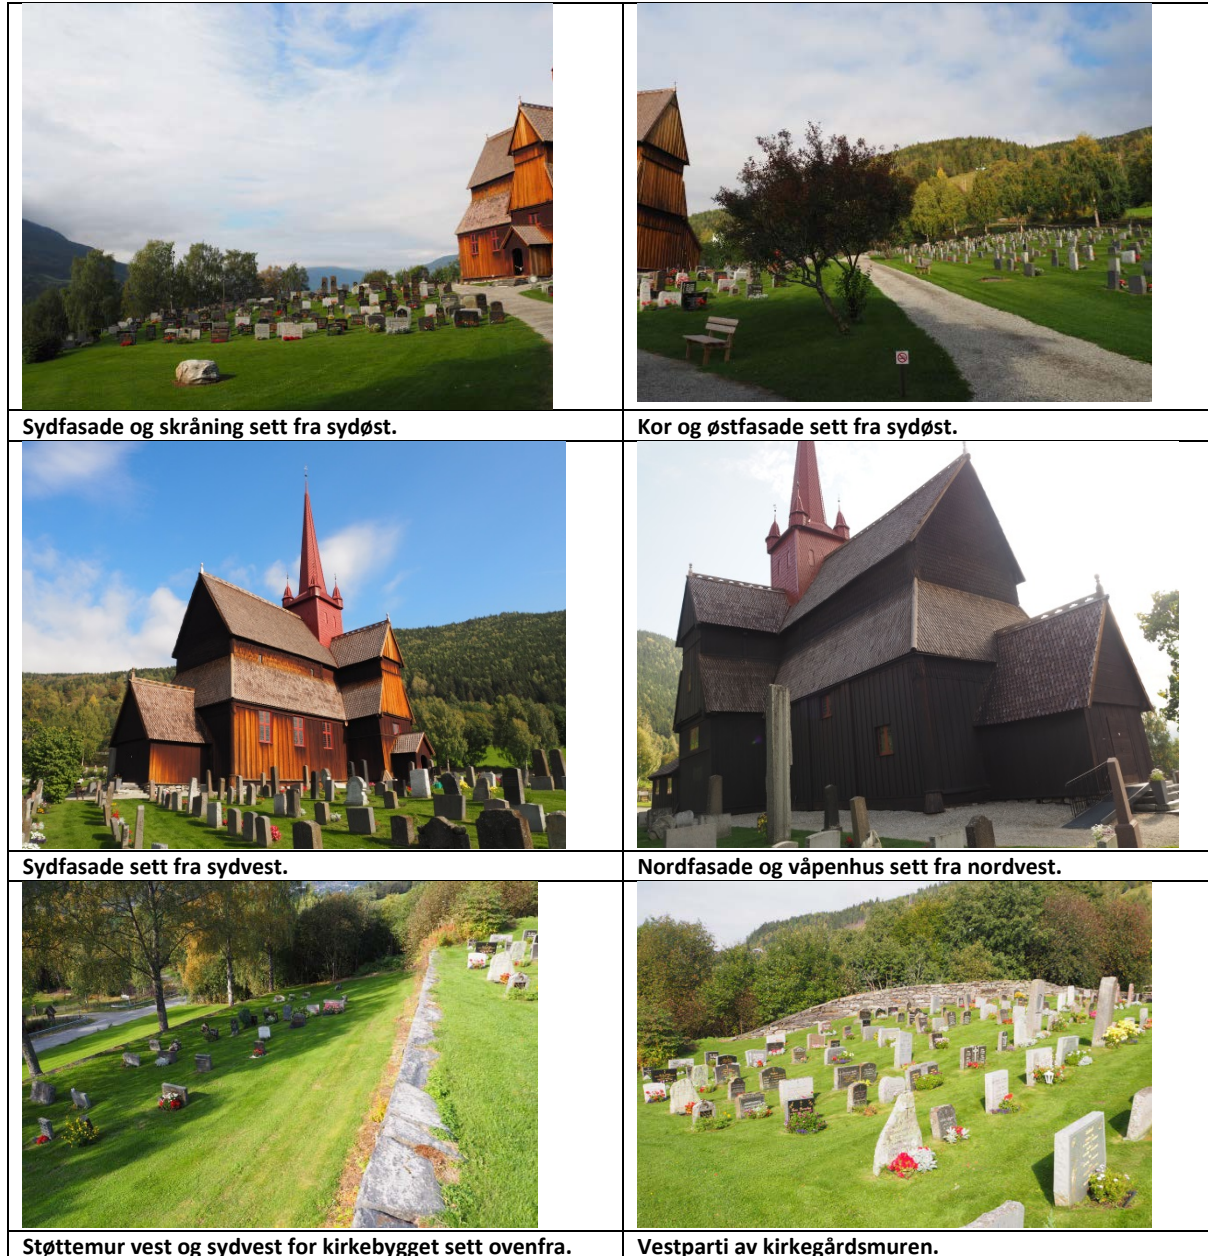 Sydfasade og skråning sett fra sydøst.
Kor og østfasade sett fra sydøst.
Sydfasade sett fra sydvest.
Nordfasade og våpenhus sett fra nordvest.
Støttemur vest og sydvest for kirkebygget sett ovenfra.
Vestparti av kirkegårdsmuren.